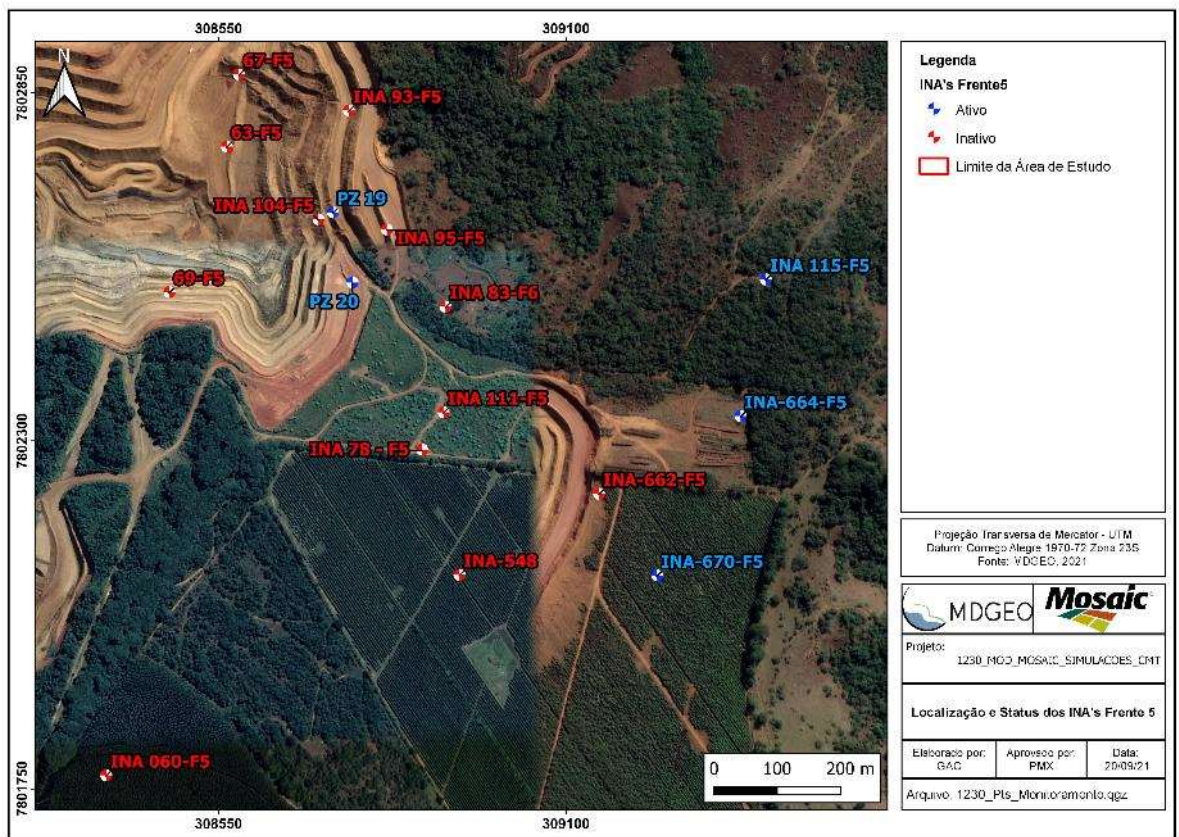 308550
309100
N
67-F5
7802850
INA 93-F5
63-F5
PZ 19
INA 104-F5
INA 95-F5
69-F5
INA 115-F5
PZ 20
INA 83-F6
INA 111-F5
INA-664-F5
7802300
INA 78 - F5
INA-662-F5
INA-548
INA-670-F5
INA 060-F5
7801750
0 100 200 m
308550
309100
Legenda
INA's Frente5
Ativo
Inativo
Limite da Área de Estudo
Projeção Transversa de Mercator - UTM
Datum: Corrego Alegre 1970-72 Zona 23S
Fonte: MDGEO, 2021
MDGEO
Mosaic
Projeto:
1230_MOD_MOSAIC_SIMULACOES_CMT
Localização e Status dos INA's Frente 5
Elaborado por:
GAC
Aprovado por:
PMX
Data:
20/09/21
Arquivo: 1230_Pts_Monitoramento.qgz